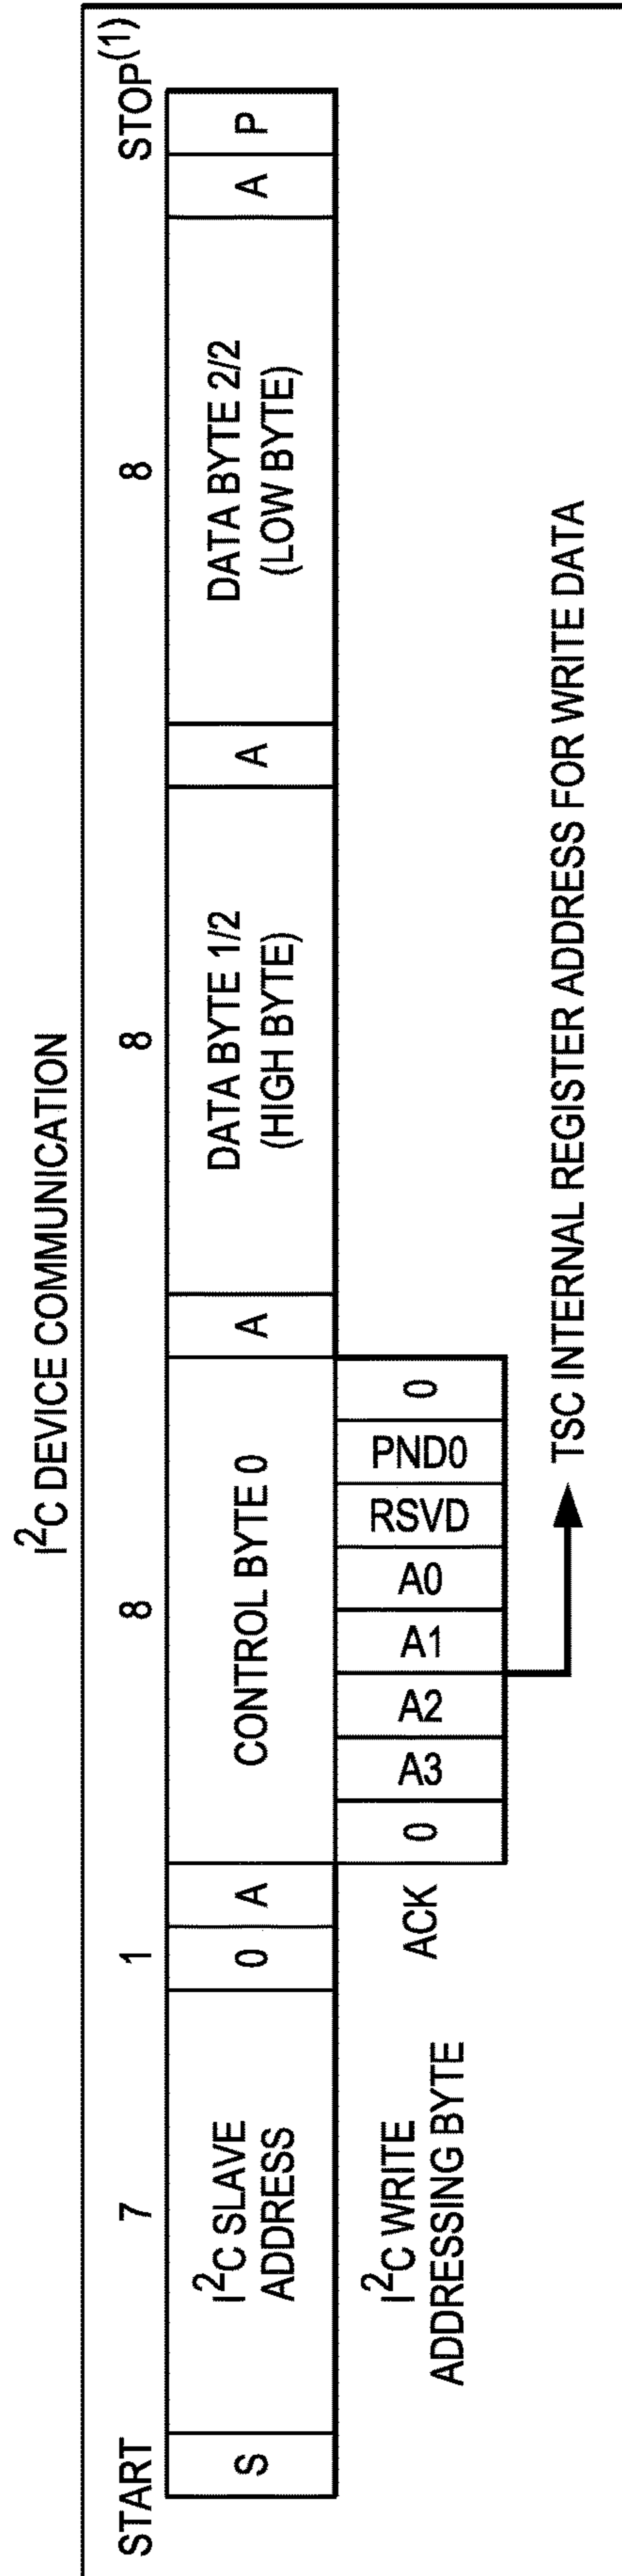 I²C DEVICE COMMUNICATION
START 7 1 8 8 8 STOP(1)
S I²C SLAVE ADDRESS 0 A CONTROL BYTE 0 A DATA BYTE 1/2 (HIGH BYTE) A DATA BYTE 2/2 (LOW BYTE) A P
I²C WRITE
ADDRESSING BYTE
ACK
0 A3 A2 A1 A0 RSVD PND0 0
TSC INTERNAL REGISTER ADDRESS FOR WRITE DATA